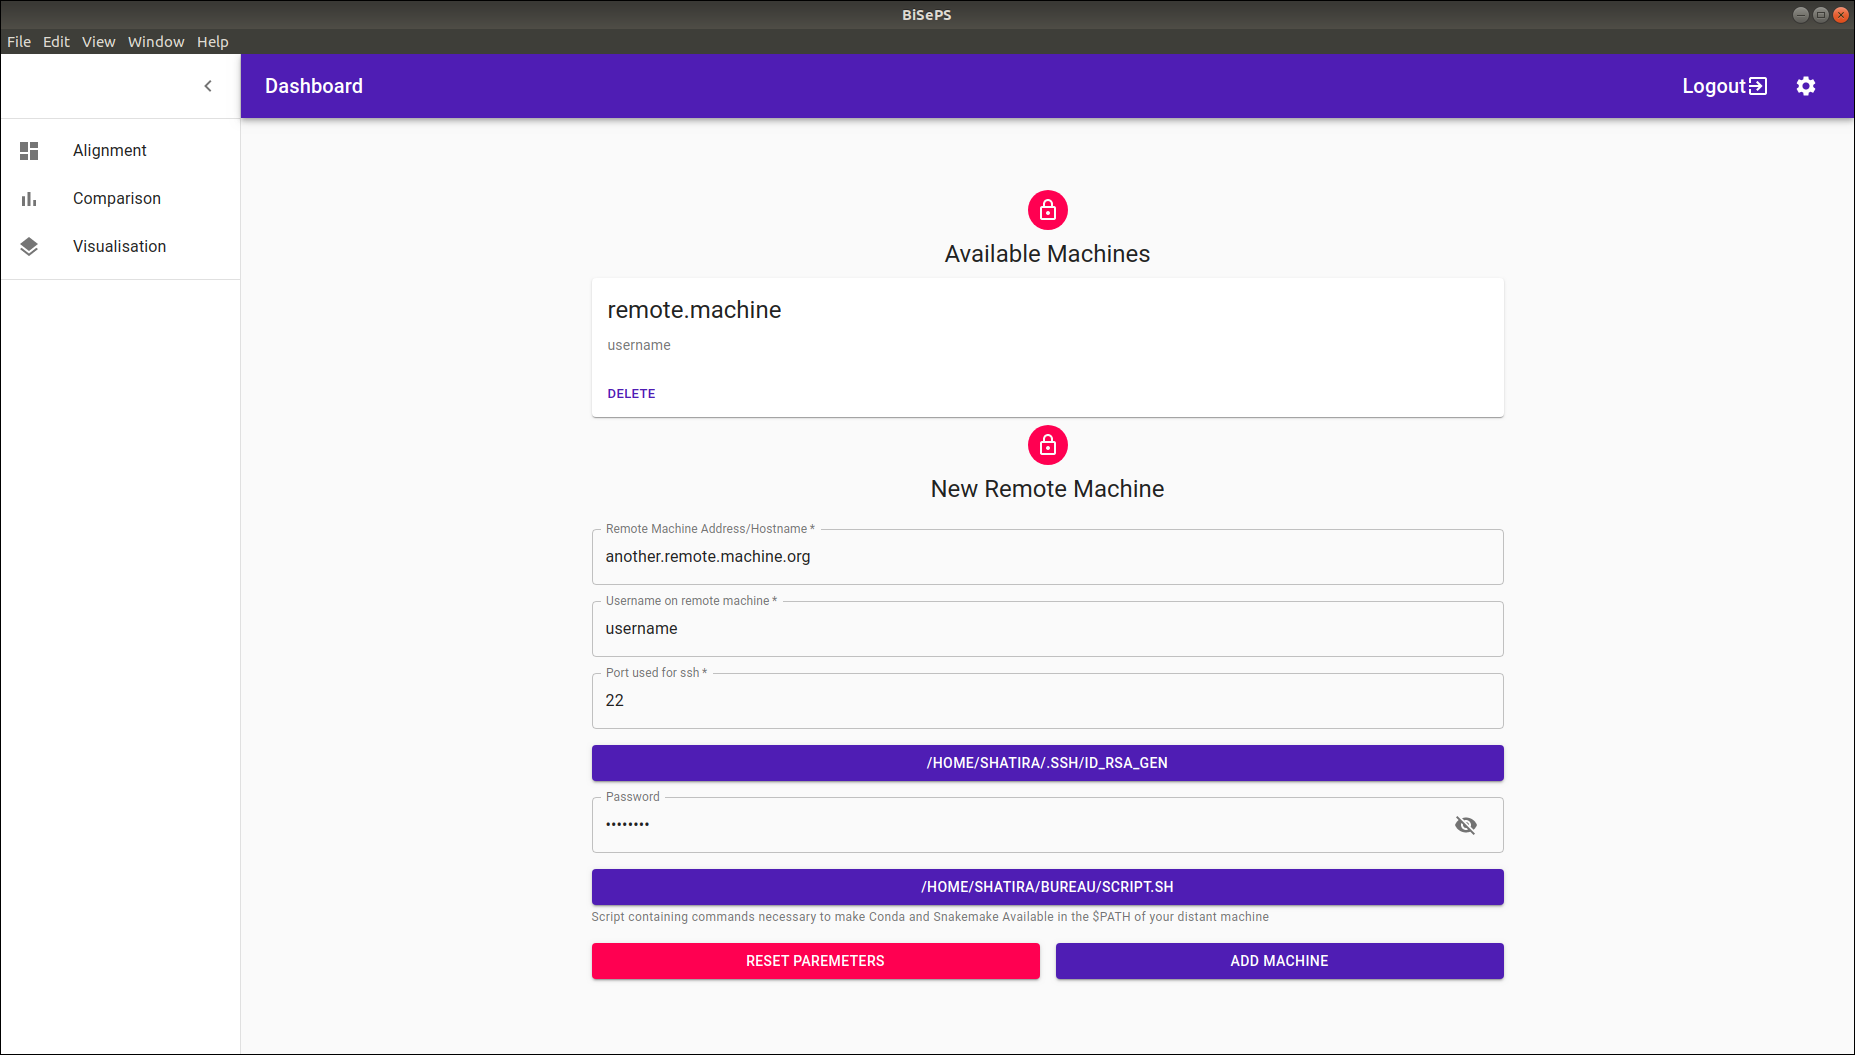 BiSePS
File Edit View Window Help
Dashboard
Logout
Alignment
Comparison
Visualisation
Available Machines
remote.machine
username
DELETE
New Remote Machine
Remote Machine Address/Hostname *
another.remote.machine.org
Username on remote machine *
username
Port used for ssh *
22
/HOME/SHATIRA/.SSH/ID_RSA_GEN
Password
••••••••
/HOME/SHATIRA/BUREAU/SCRIPT.SH
Script containing commands necessary to make Conda and Snakemake Available in the $PATH of your distant machine
RESET PAREMETERS
ADD MACHINE